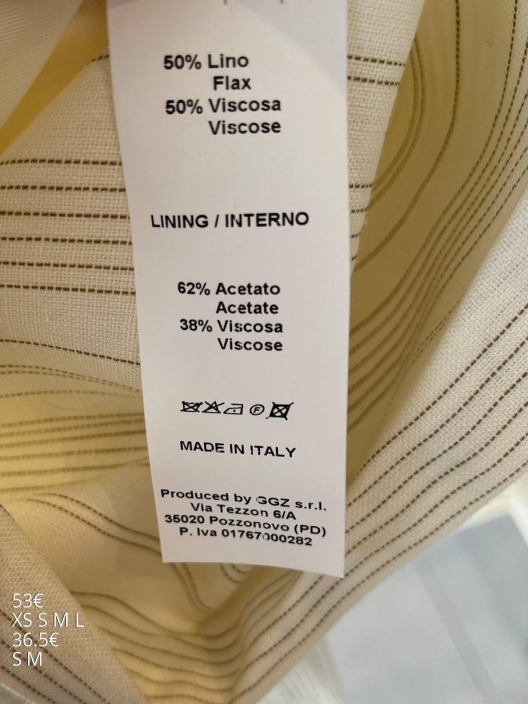 50% Lino
Flax
50% Viscosa
Viscose
LINING / INTERNO
62% Acetato
Acetate
38% Viscosa
Viscose
MADE IN ITALY
Produced by GGZ s.r.l.
Via Tezzon 6/A
35020 Pozzonovo (PD)
P. Iva 01767000282
53€
XS S M L
36.5€
S M